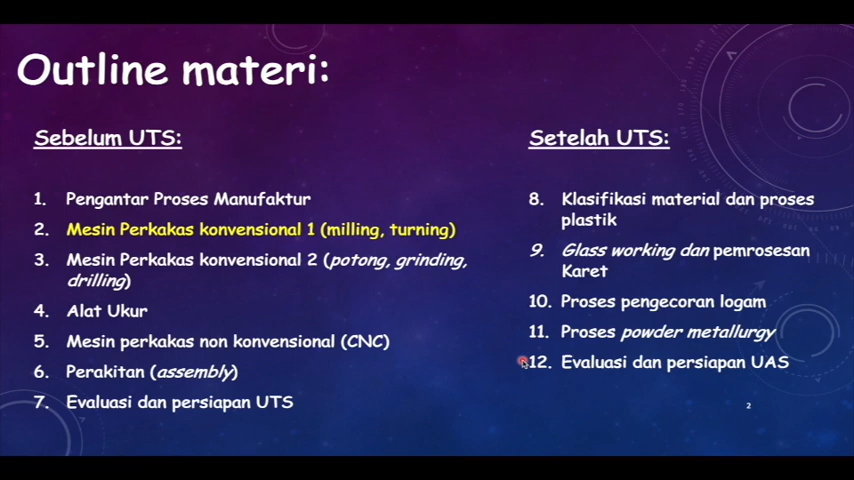 Outline materi:
Sebelum UTS:
1. Pengantar Proses Manufaktur
2. Mesin Perkakas konvensional 1 (milling, turning)
3. Mesin Perkakas konvensional 2 (potong, grinding,
drilling)
4. Alat Ukur
5. Mesin perkakas non konvensional (CNC)
6. Perakitan (assembly)
7. Evaluasi dan persiapan UTS
Setelah UTS:
8. Klasifikasi material dan proses
plastik
9. Glass working dan pemrosesan
Karet
10. Proses pengecoran logam
11. Proses powder metallurgy
12. Evaluasi dan persiapan UAS
2